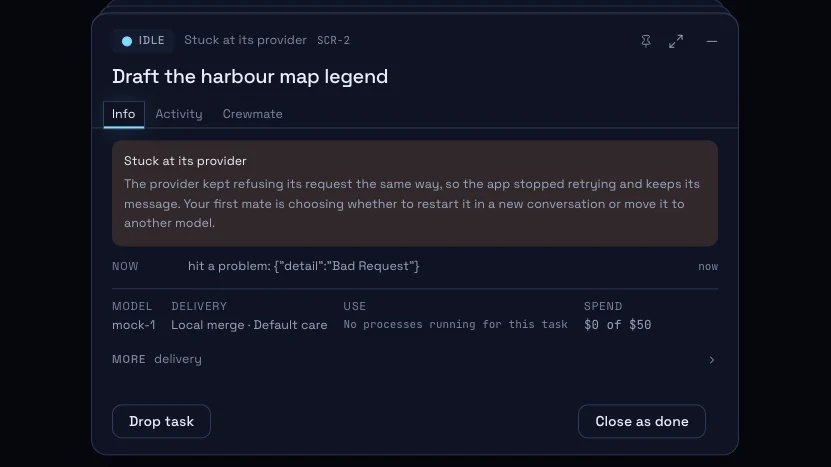 IDLE Stuck at its provider SCR-2
Draft the harbour map legend
Info Activity Crewmate
Stuck at its provider
The provider kept refusing its request the same way, so the app stopped retrying and keeps its
message. Your first mate is choosing whether to restart it in a new conversation or move it to
another model.
NOW hit a problem: {"detail":"Bad Request"} now
MODEL DELIVERY USE SPEND
mock-1 Local merge · Default care No processes running for this task $0 of $50
MORE delivery
Drop task Close as done